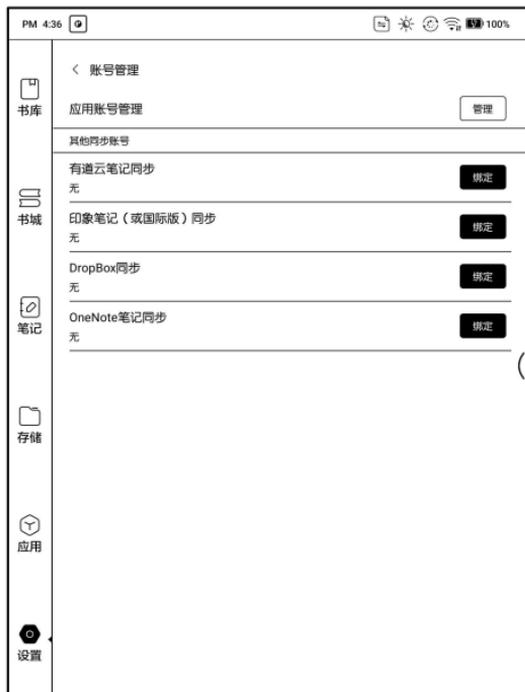 PM 4:36
100%
账号管理
应用账号管理
管理
其他同步账号
有道云笔记同步
无
绑定
印象笔记（或国际版）同步
无
绑定
DropBox同步
无
绑定
OneNote笔记同步
无
绑定
书库
书城
笔记
存储
应用
设置